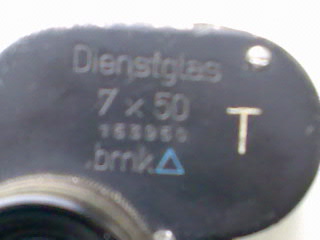 Dienstglas
7 x 50
T
bmk